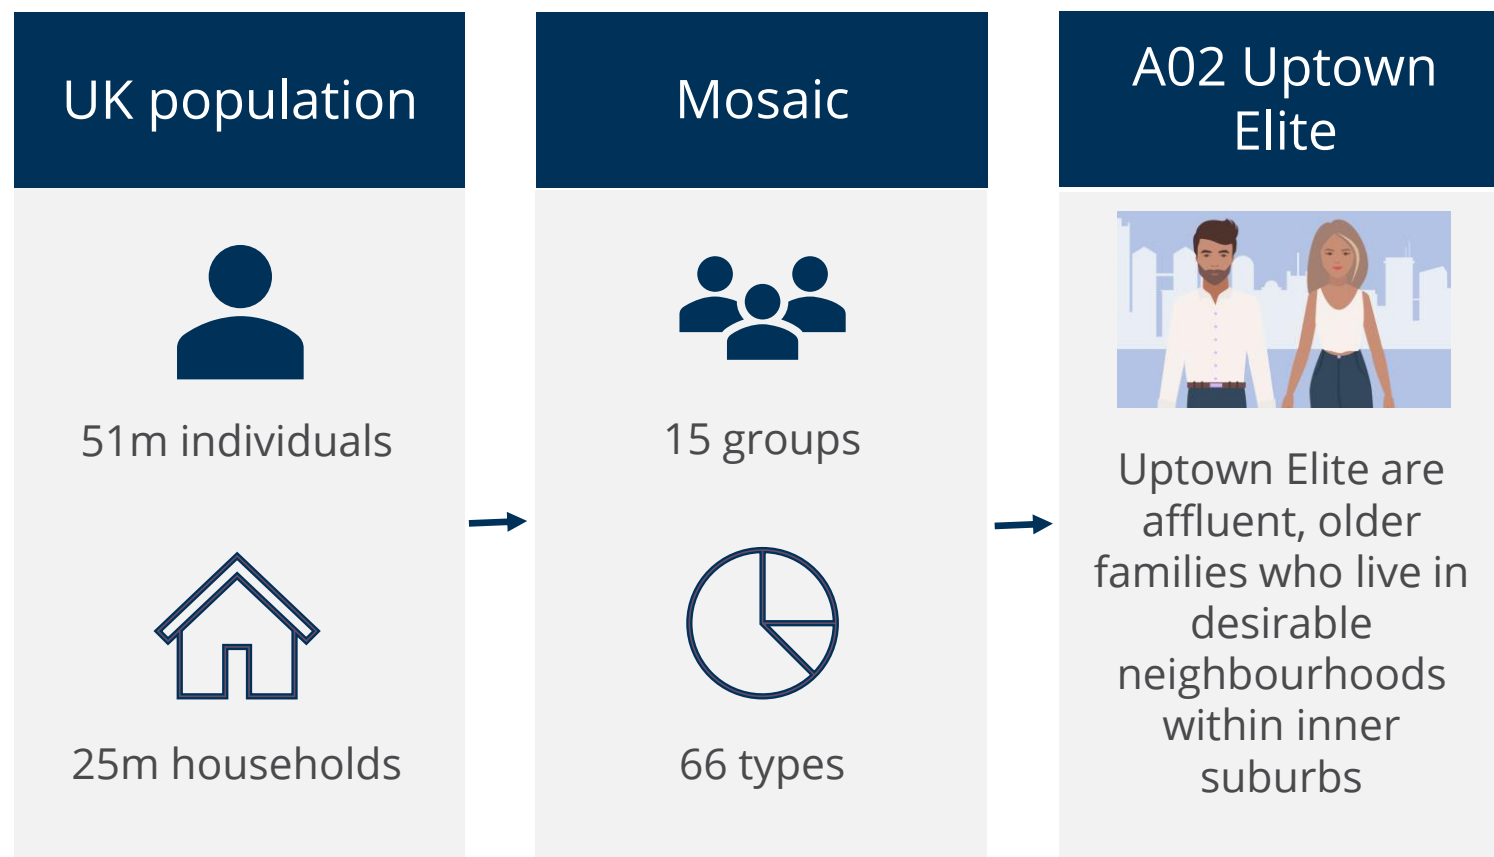 UK population
51m individuals
25m households
Mosaic
15 groups
66 types
A02 Uptown
Elite
Uptown Elite are
affluent, older
families who live in
desirable
neighbourhoods
within inner
suburbs